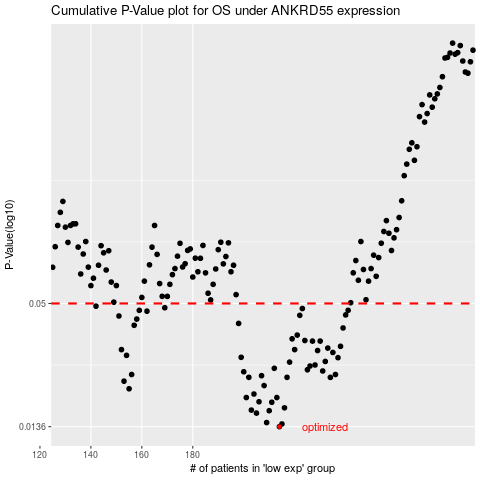 Cumulative P-Value plot for OS under ANKRD55 expression
P-Value(log10)
0.05
0.0136
optimized
120 140 160 180
# of patients in 'low exp' group